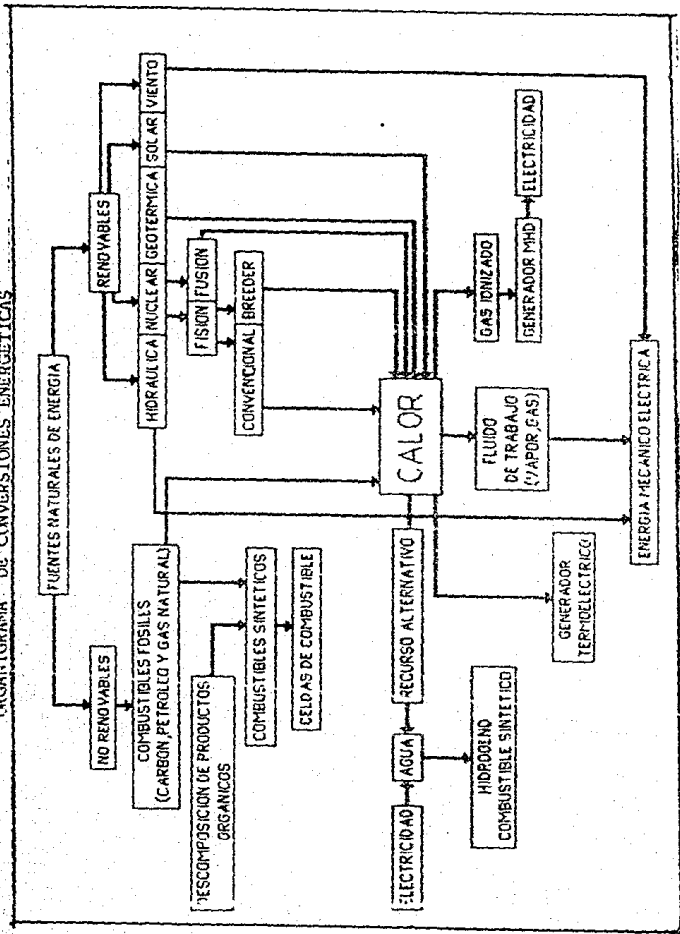 ORGANIGRAMA DE CONVERSIONES ENERGETICAS
FUENTES NATURALES DE ENERGIA
NO RENOVABLES
RENOVABLES
COMBUSTIBLES FOSILES
(CARBON, PETROLEO Y GAS NATURAL)
HIDRAULICA
NUCLEAR
GEOTERMICA
SOLAR
VIENTO
DESCOMPOSICION DE PRODUCTOS
ORGANICOS
FISION
FUSION
COMBUSTIBLES SINTETICOS
CONVENCIONAL
BREEDER
CELDAS DE COMBUSTIBLE
ELECTRICIDAD
AGUA
RECURSO ALTERNATIVO
CALOR
HIDROGENO
COMBUSTIBLE SINTETICO
FLUIDO
DE TRABAJO
(VAPOR, GAS)
GAS IONIZADO
GENERADOR MHD
ELECTRICIDAD
GENERADOR
TERMOELECTRICO
ENERGIA MECANICO ELECTRICA